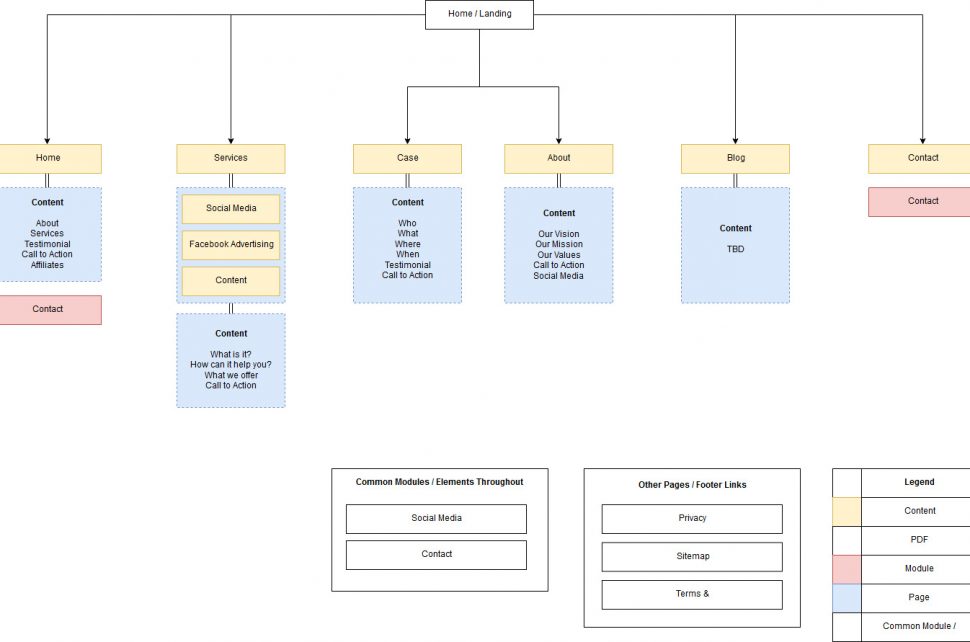 Home / Landing
Home
Services
Case
About
Blog
Contact
Content
About
Services
Testimonial
Call to Action
Affiliates
Contact
Social Media
Facebook Advertising
Content
Content
What is it?
How can it help you?
What we offer
Call to Action
Content
Who
What
Where
When
Testimonial
Call to Action
Content
Our Vision
Our Mission
Our Values
Call to Action
Social Media
Content
TBD
Contact
Common Modules / Elements Throughout
Social Media
Contact
Other Pages / Footer Links
Privacy
Sitemap
Terms &
Legend
Content
PDF
Module
Page
Common Module /